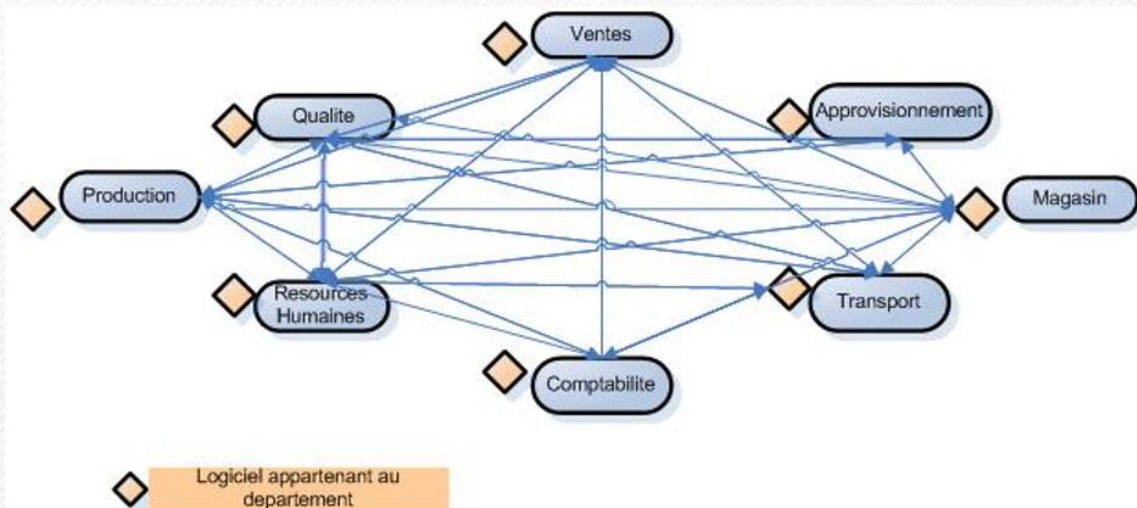 Ventes
Qualite
Approvisionnement
Production
Magasin
Resources
Humaines
Transport
Comptabilite
Logiciel appartenant au
departement